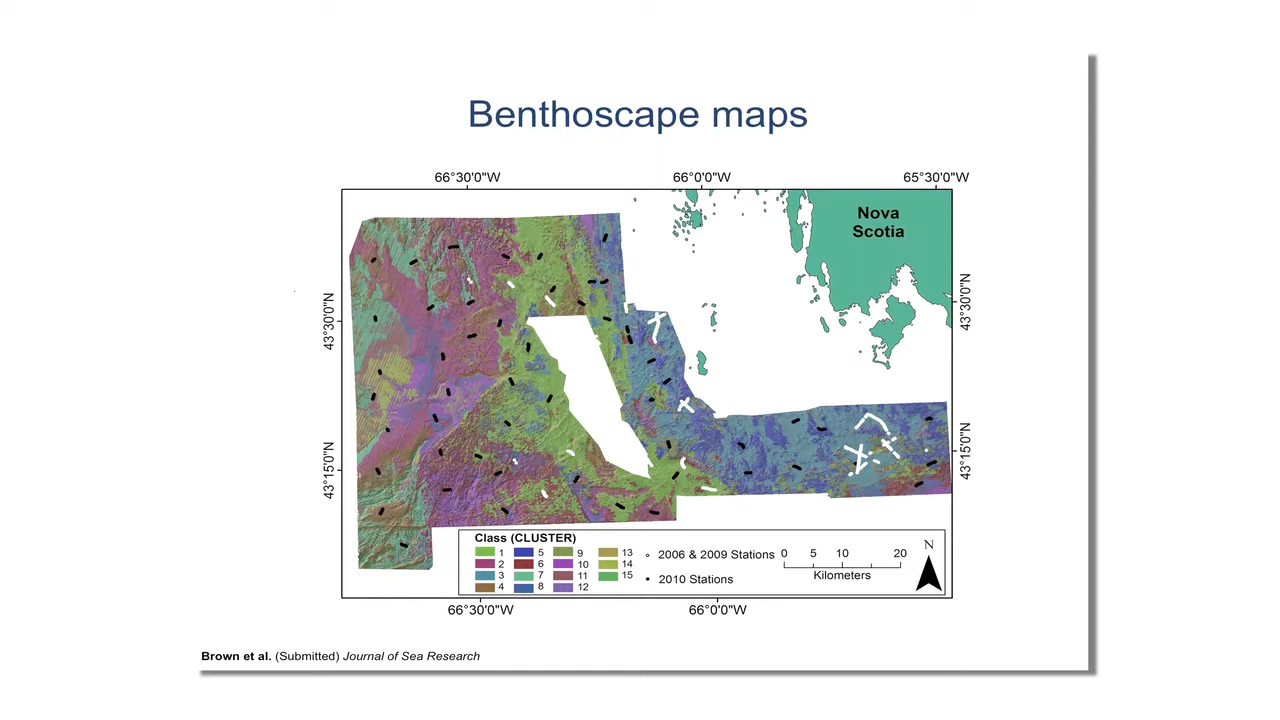 Benthoscape maps
66°30'0"W 66°0'0"W 65°30'0"W
Nova
Scotia
43°30'0"N
43°30'0"N
43°15'0"N
43°15'0"N
Class (CLUSTER)
1 5 9 13
2 6 10 14
3 7 11 15
4 8 12
2006 & 2009 Stations
2010 Stations
0 5 10 20
Kilometers
N
66°30'0"W 66°0'0"W
Brown et al. (Submitted) Journal of Sea Research